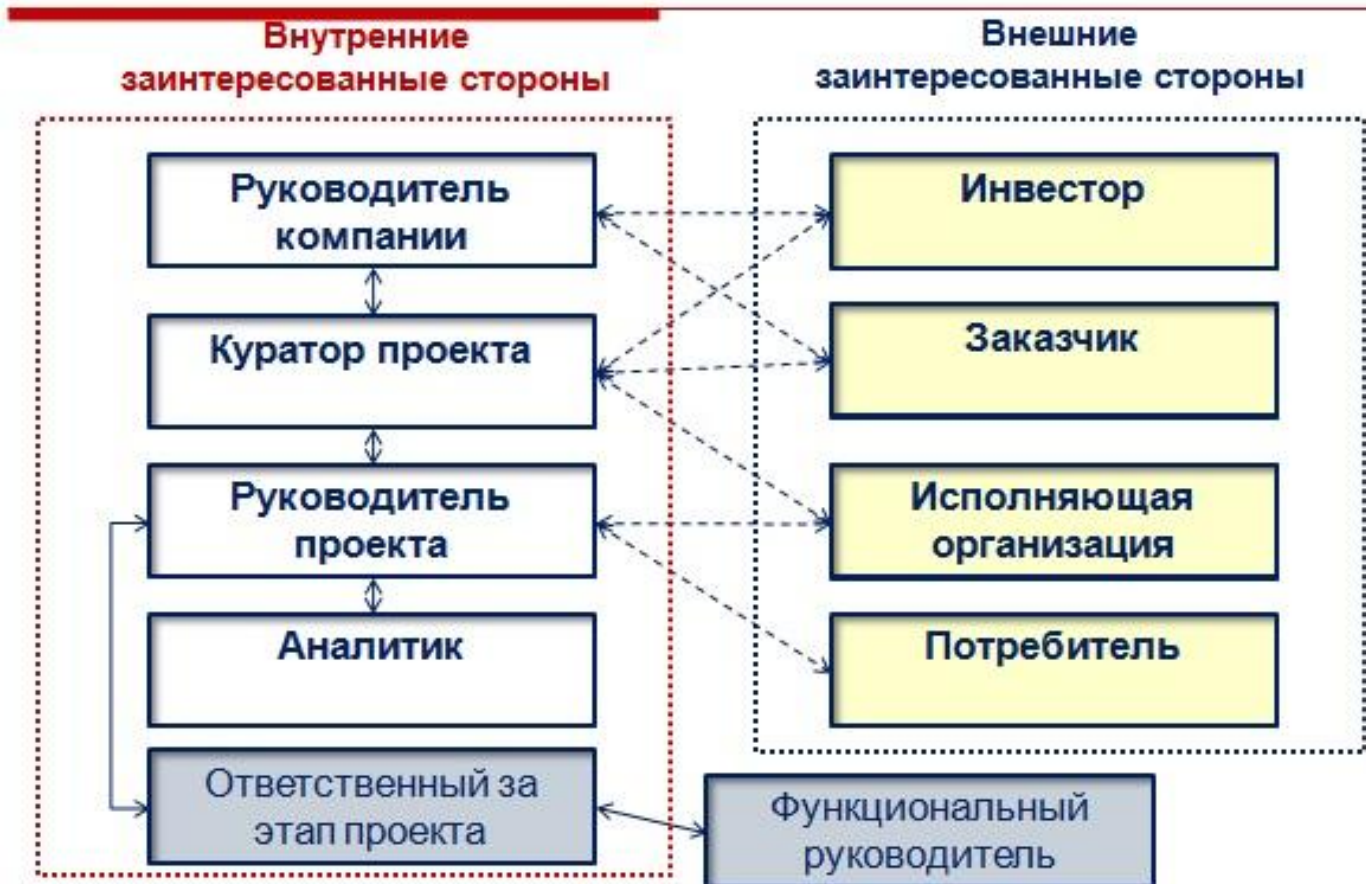 Внутренние
заинтересованные стороны
Внешние
заинтересованные стороны
Руководитель
компании
Куратор проекта
Руководитель
проекта
Аналитик
Ответственный за
этап проекта
Инвестор
Заказчик
Исполняющая
организация
Потребитель
Функциональный
руководитель